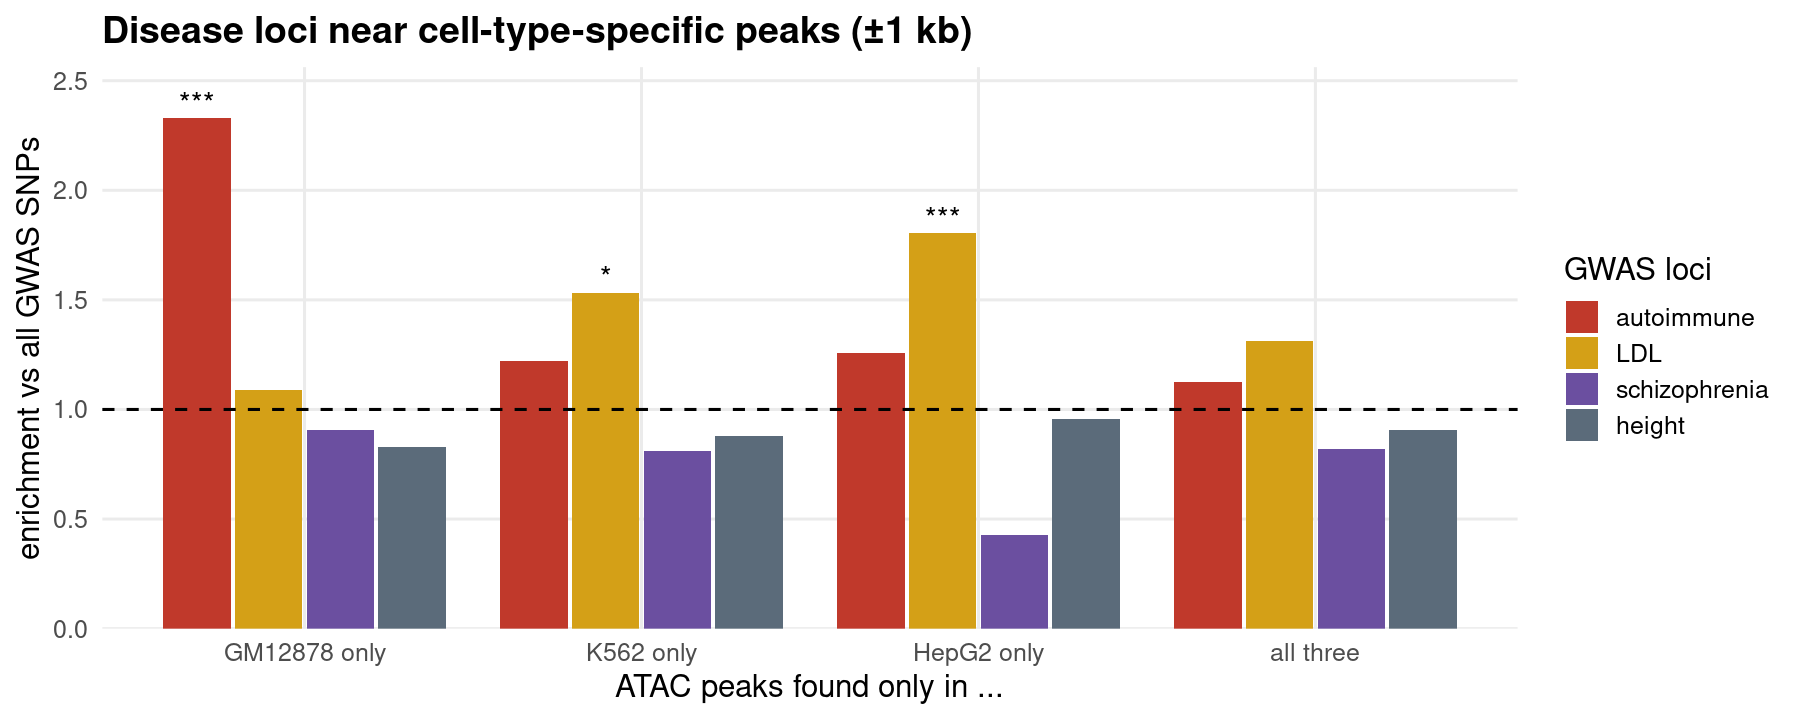 Disease loci near cell-type-specific peaks (±1 kb)
enrichment vs all GWAS SNPs
2.5
2.0
1.5
1.0
0.5
0.0
***
*
***
GM12878 only
K562 only
HepG2 only
all three
ATAC peaks found only in ...
GWAS loci
autoimmune
LDL
schizophrenia
height